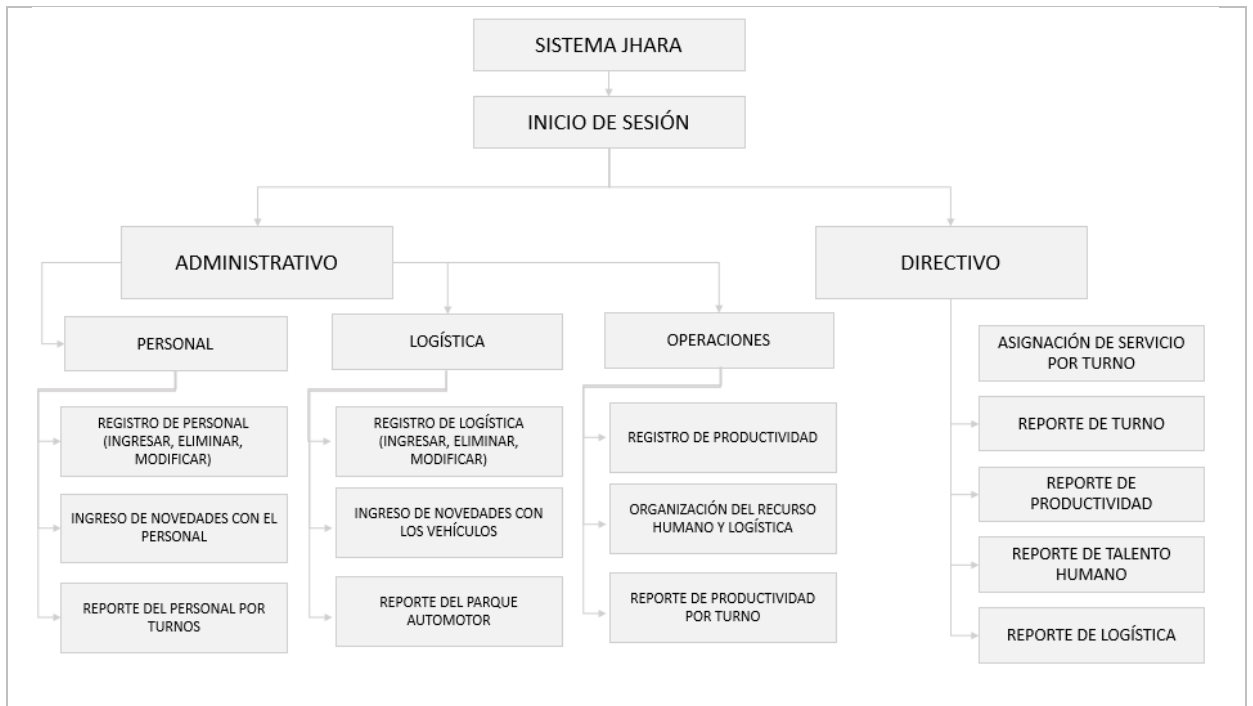 SISTEMA JHARA
INICIO DE SESIÓN
ADMINISTRATIVO
DIRECTIVO
PERSONAL
LOGÍSTICA
OPERACIONES
REGISTRO DE PERSONAL
(INGRESAR, ELIMINAR,
MODIFICAR)
INGRESO DE NOVEDADES CON EL
PERSONAL
REPORTE DEL PERSONAL POR
TURNOS
REGISTRO DE LOGÍSTICA
(INGRESAR, ELIMINAR,
MODIFICAR)
INGRESO DE NOVEDADES CON
LOS VEHÍCULOS
REPORTE DEL PARQUE
AUTOMOTOR
REGISTRO DE PRODUCTIVIDAD
ORGANIZACIÓN DEL RECURSO
HUMANO Y LOGÍSTICA
REPORTE DE PRODUCTIVIDAD
POR TURNO
ASIGNACIÓN DE SERVICIO
POR TURNO
REPORTE DE TURNO
REPORTE DE
PRODUCTIVIDAD
REPORTE DE TALENTO
HUMANO
REPORTE DE LOGÍSTICA